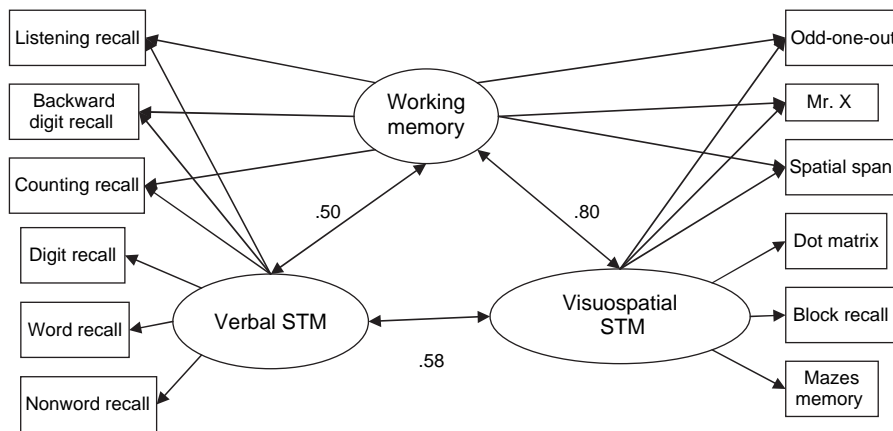 Listening recall
Backward
digit recall
Counting recall
Digit recall
Word recall
Nonword recall
Working
memory
.50
.80
Verbal STM
.58
Visuospatial
STM
Odd-one-out
Mr. X
Spatial span
Dot matrix
Block recall
Mazes
memory